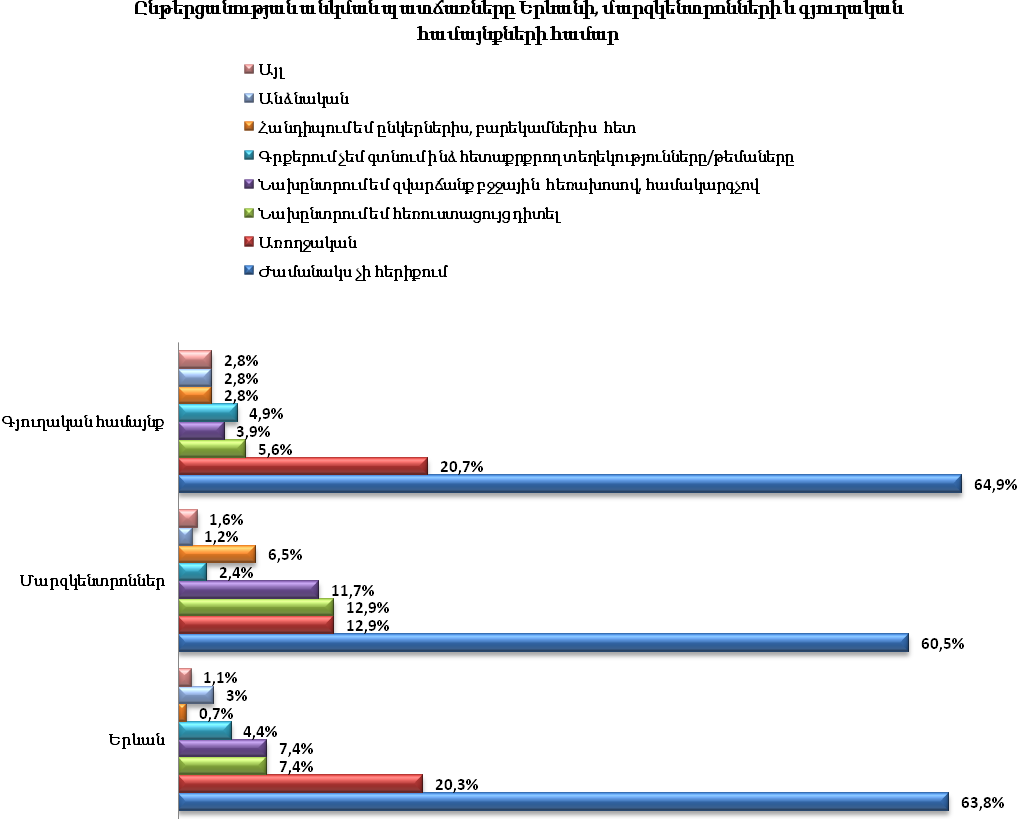 Ընթերցանության անկման պատճառները Երևանի, մարզկենտրոնների և գյուղական
համայնքների համար
Այլ
Անձնական
Հանդիպում եմ ընկերներիս, բարեկամներիս հետ
Գրքերում չեմ գտնում ինձ հետաքրքրող տեղեկությունները/թեմաները
Նախընտրում եմ զվարճանք բջջային հեռախոսով, համակարգչով
Նախընտրում եմ հեռուստացույց դիտել
Առողջական
Ժամանակս չի հերիքում
Գյուղական համայնք
2,8%
2,8%
2,8%
4,9%
3,9%
5,6%
20,7%
64,9%
Մարզկենտրոններ
1,6%
1,2%
6,5%
2,4%
11,7%
12,9%
12,9%
60,5%
Երևան
1,1%
3%
0,7%
4,4%
7,4%
7,4%
20,3%
63,8%